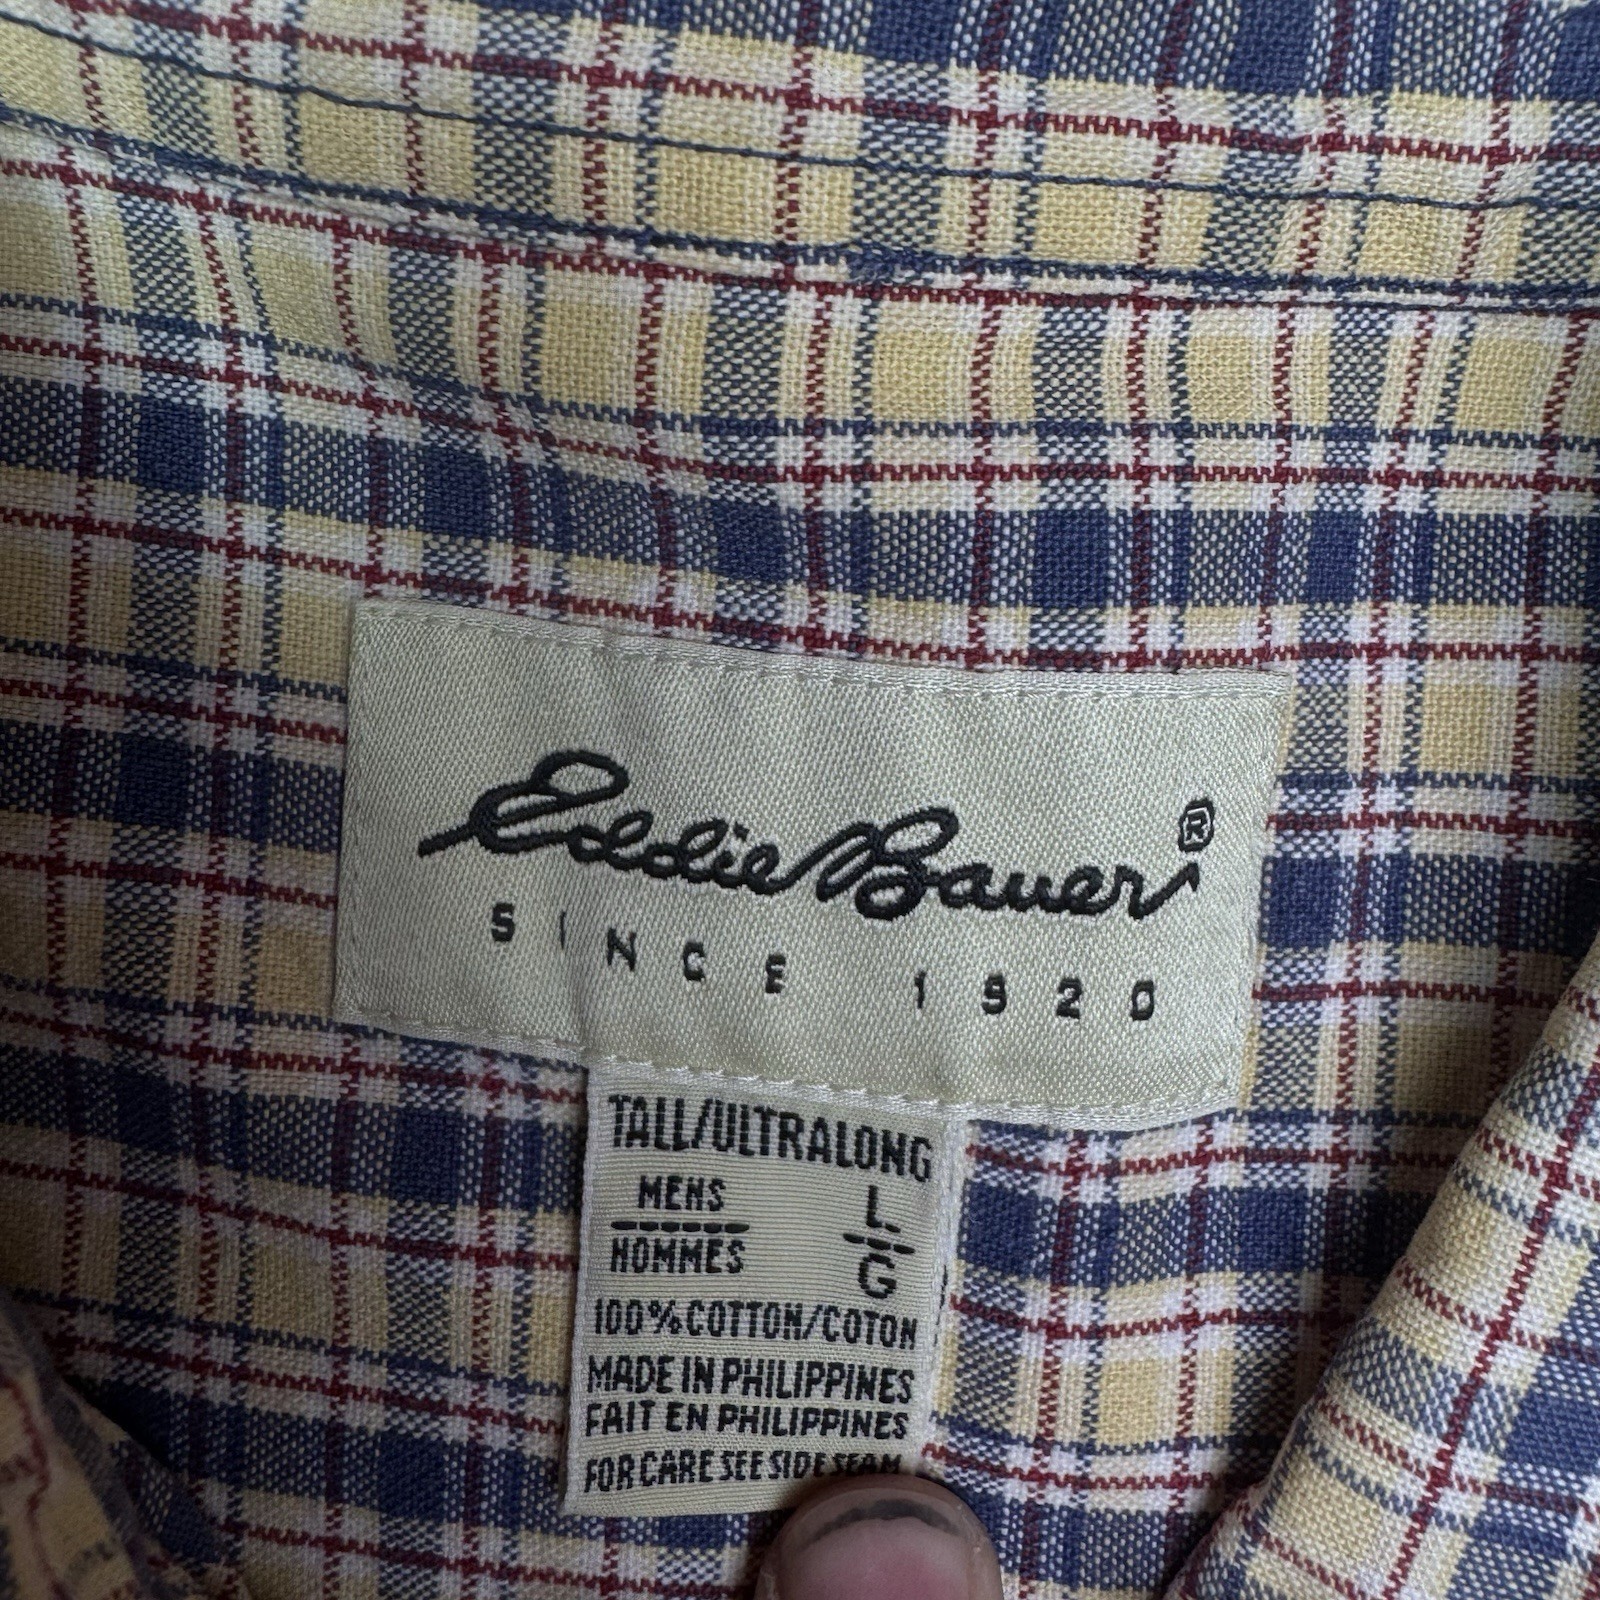 Eddie Bauer®
SINCE 1920
TALL/ULTRALONG
MENS L
HOMMES G
100% COTTON/COTON
MADE IN PHILIPPINES
FAIT EN PHILIPPINES
FOR CARE SEE SIDE SEAM